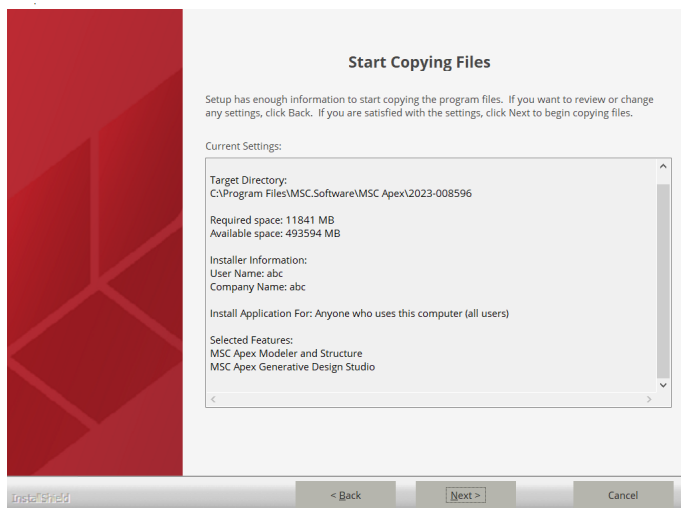 Start Copying Files
Setup has enough information to start copying the program files. If you want to review or change
any settings, click Back. If you are satisfied with the settings, click Next to begin copying files.
Current Settings:
Target Directory:
C:\Program Files\MSC.Software\MSC Apex\2023-008596
Required space: 11841 MB
Available space: 493594 MB
Installer Information:
User Name: abc
Company Name: abc
Install Application For: Anyone who uses this computer (all users)
Selected Features:
MSC Apex Modeler and Structure
MSC Apex Generative Design Studio
InstallShield
< Back
Next >
Cancel